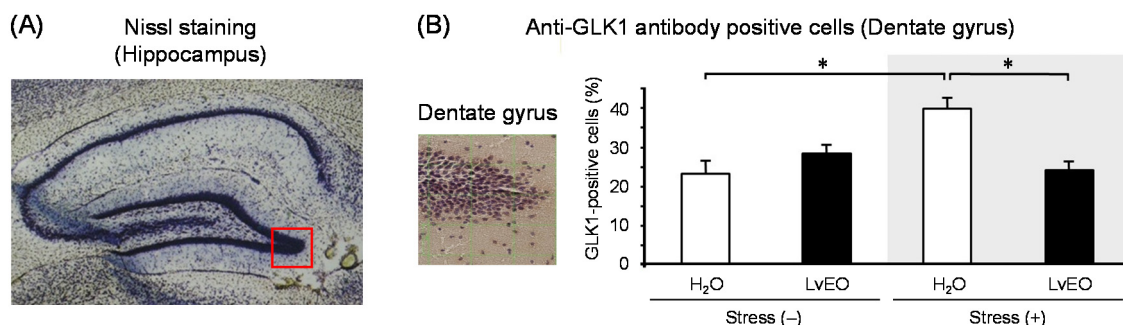 (A)
Nissl staining
(Hippocampus)
(B)
Anti-GLK1 antibody positive cells (Dentate gyrus)
Dentate gyrus
GLK1-positive cells (%)
40
30
20
10
0
*
*
H₂O
LvEO
H₂O
LvEO
Stress (–)
Stress (+)